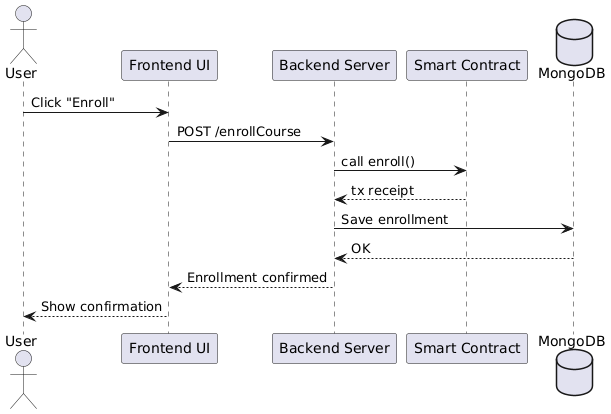 User
Frontend UI
Backend Server
Smart Contract
MongoDB
Click "Enroll"
POST /enrollCourse
call enroll()
tx receipt
Save enrollment
OK
Enrollment confirmed
Show confirmation
User
Frontend UI
Backend Server
Smart Contract
MongoDB